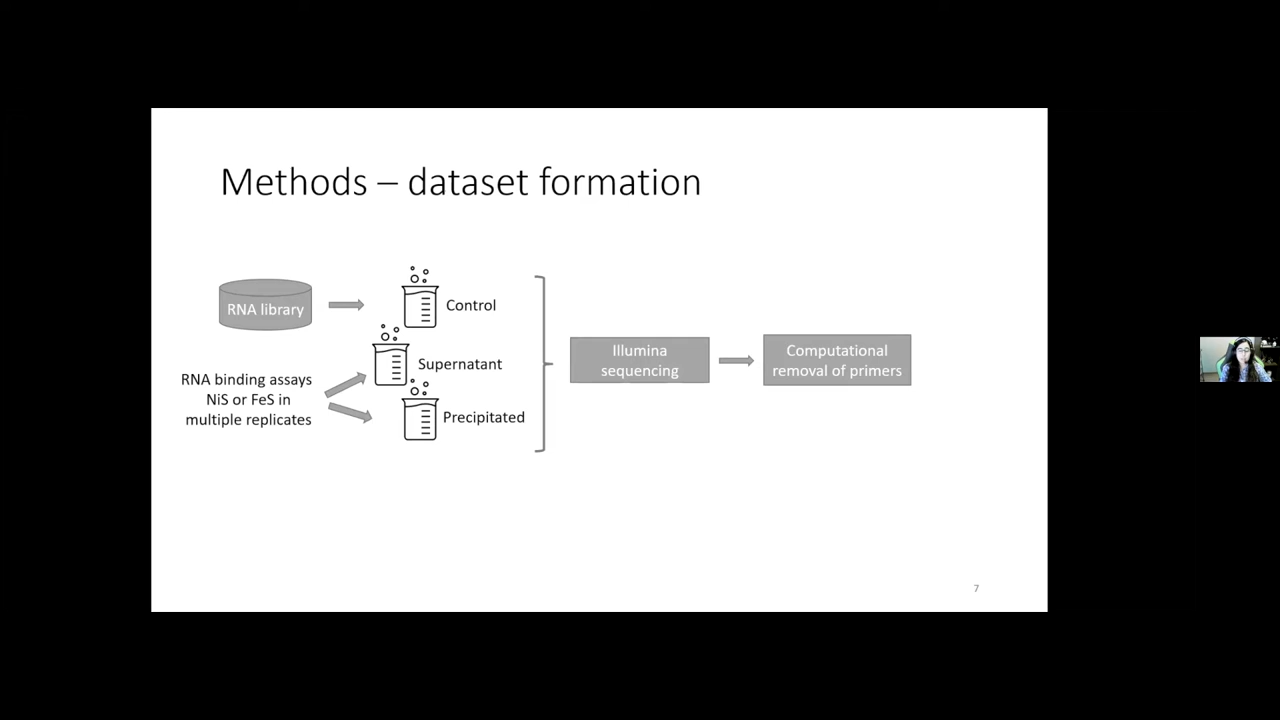 Methods – dataset formation
RNA library
Control
Supernatant
RNA binding assays
NiS or FeS in
multiple replicates
Precipitated
Illumina
sequencing
Computational
removal of primers
7